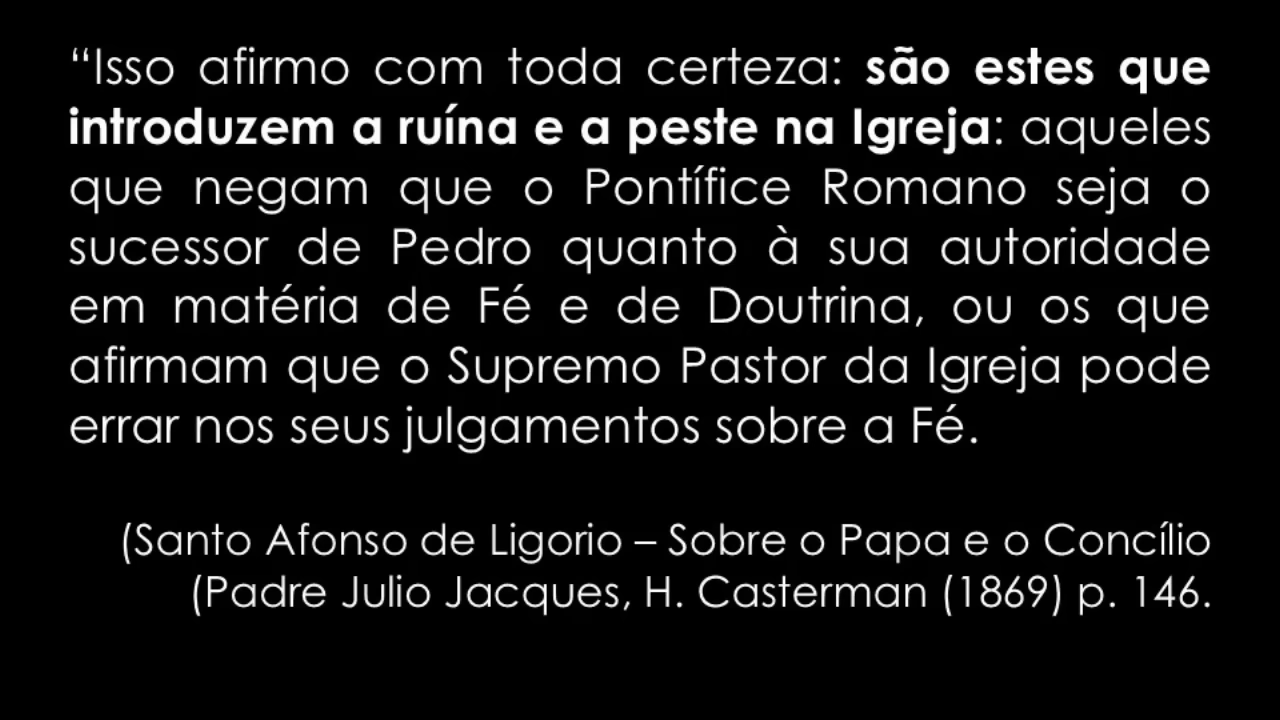 “Isso afirmo com toda certeza: são estes que
introduzem a ruína e a peste na Igreja: aqueles
que negam que o Pontífice Romano seja o
sucessor de Pedro quanto à sua autoridade
em matéria de Fé e de Doutrina, ou os que
afirmam que o Supremo Pastor da Igreja pode
errar nos seus julgamentos sobre a Fé.
(Santo Afonso de Ligorio – Sobre o Papa e o Concílio
(Padre Julio Jacques, H. Casterman (1869) p. 146.